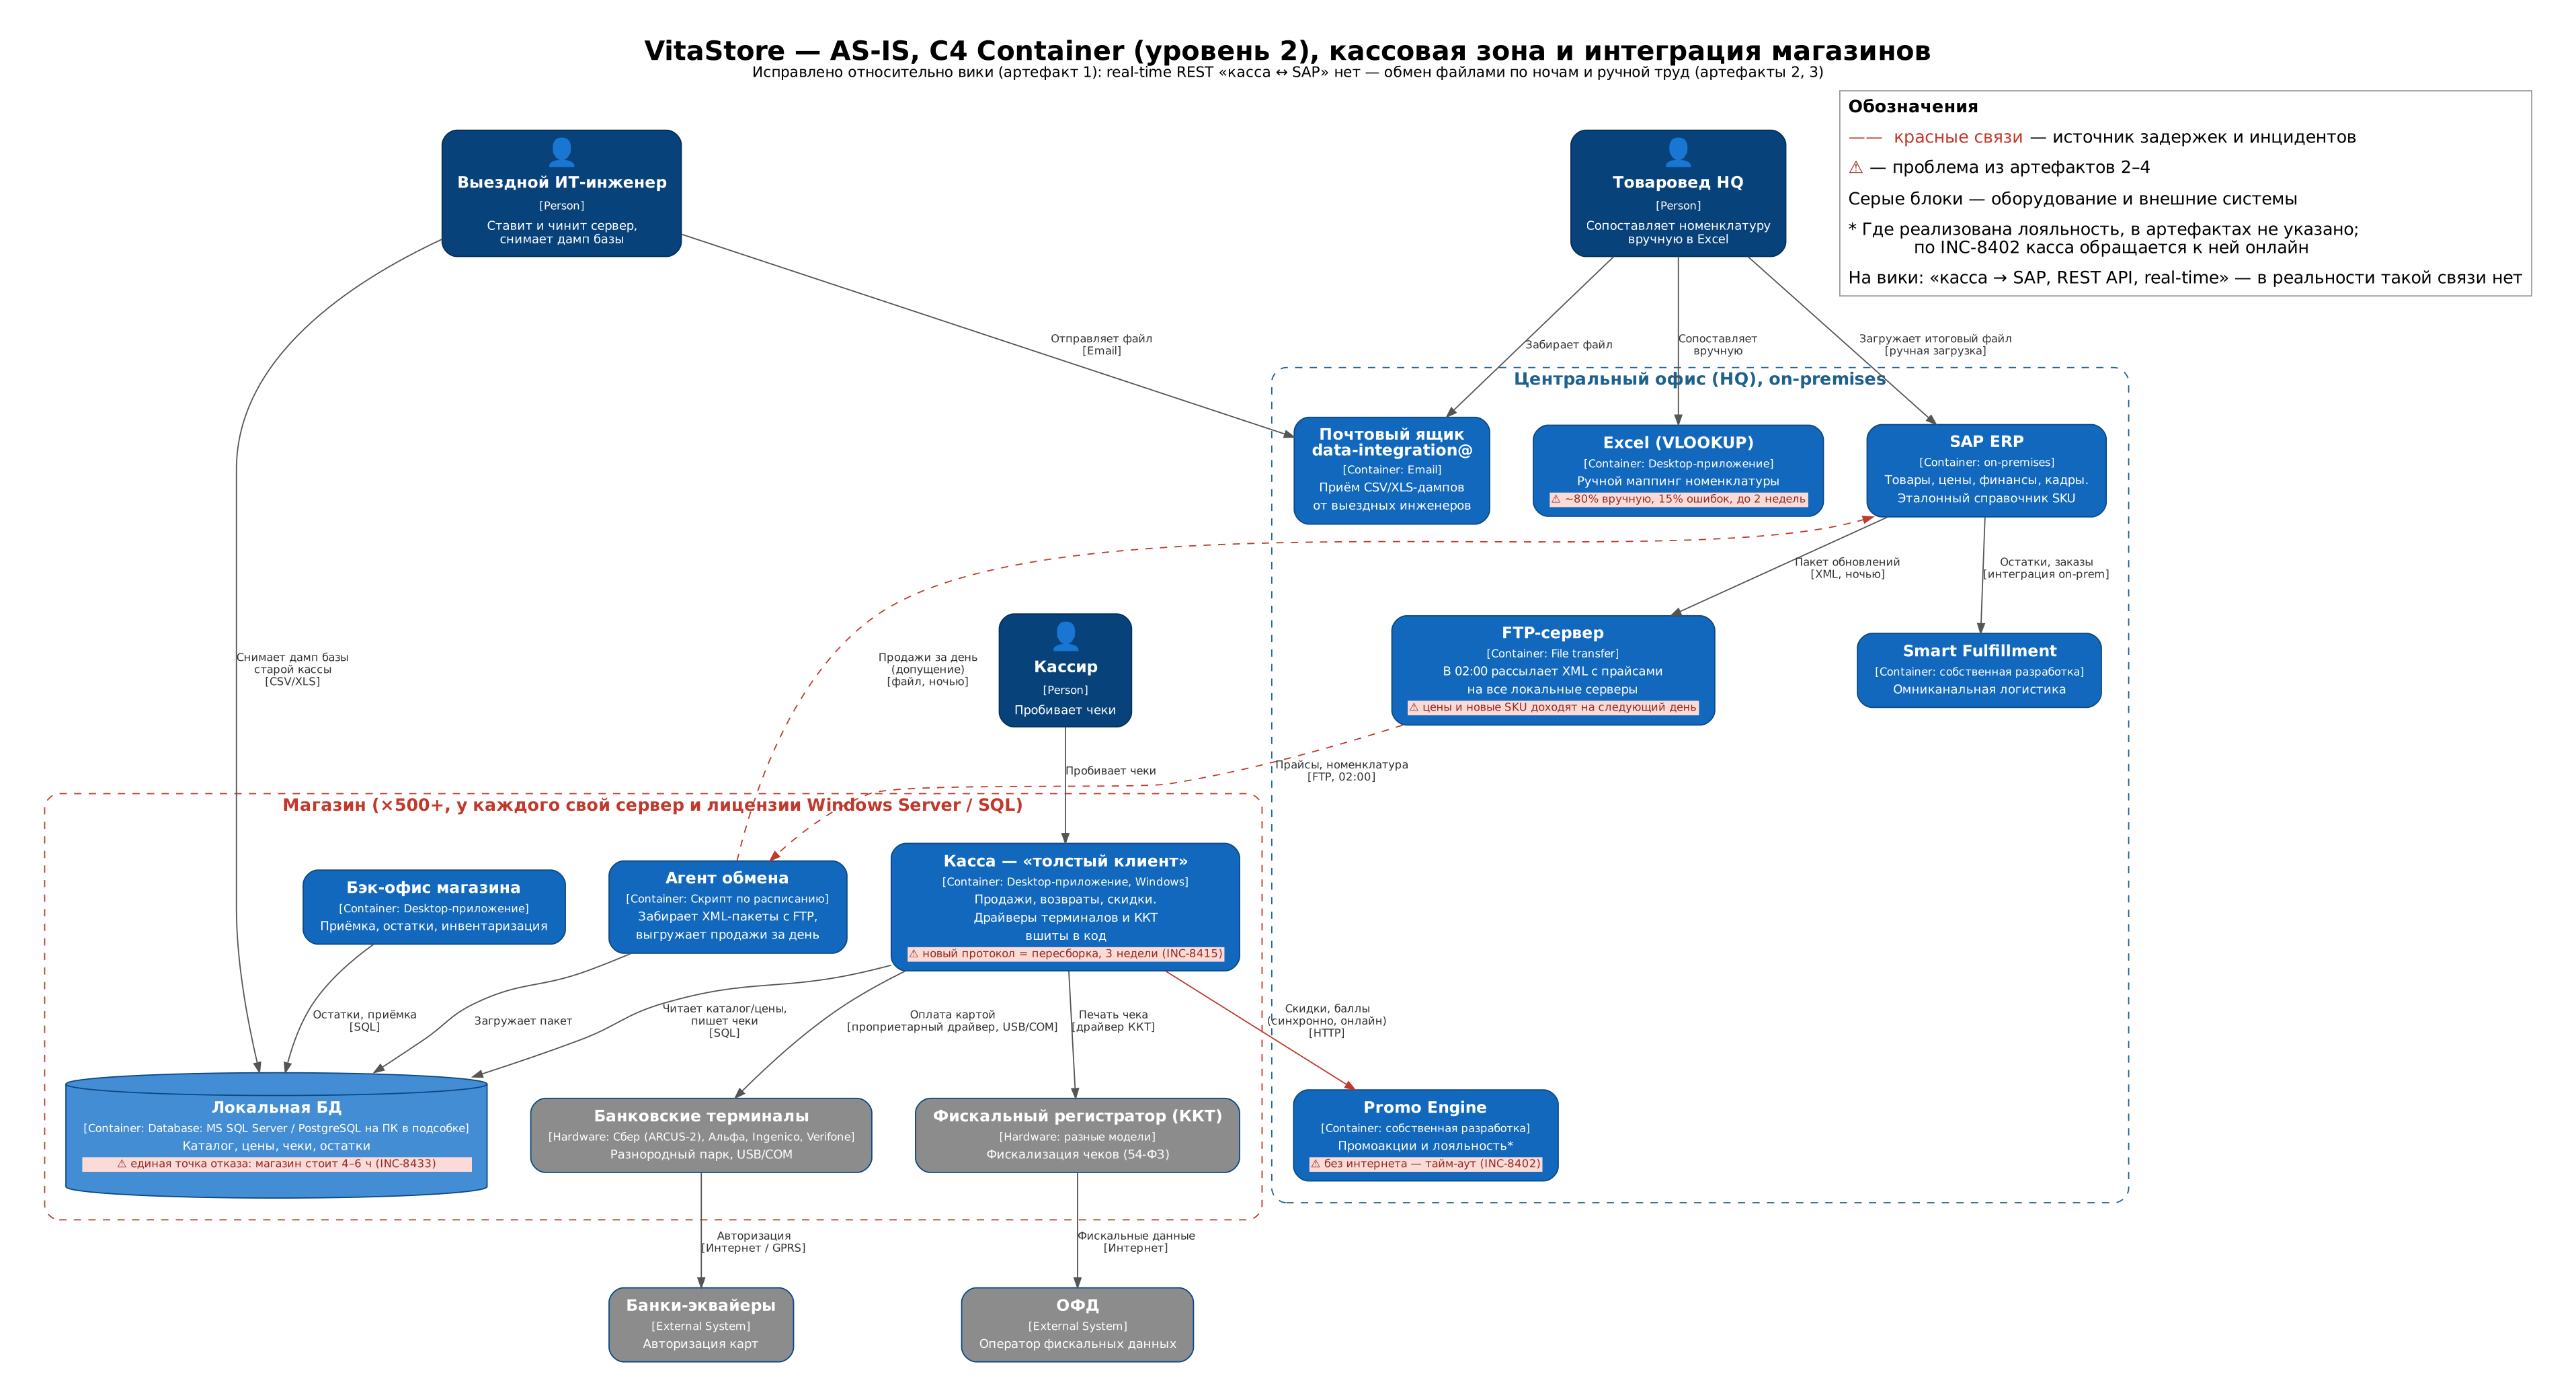 VitaStore — AS-IS, C4 Container (уровень 2), кассовая зона и интеграция магазинов
Исправлено относительно вики (артефакт 1): real-time REST «касса ↔ SAP» нет — обмен файлами по ночам и ручной труд (артефакты 2, 3)
Обозначения
—— красные связи — источник задержек и инцидентов
⚠ — проблема из артефактов 2–4
Серые блоки — оборудование и внешние системы
* Где реализована лояльность, в артефактах не указано;
по INC-8402 касса обращается к ней онлайн
На вики: «касса → SAP, REST API, real-time» — в реальности такой связи нет
Выездной ИТ-инженер
[Person]
Ставит и чинит сервер,
снимает дамп базы
Товаровед HQ
[Person]
Сопоставляет номенклатуру
вручную в Excel
Отправляет файл
[Email]
Забирает файл
Сопоставляет
вручную
Загружает итоговый файл
[ручная загрузка]
Центральный офис (HQ), on-premises
Почтовый ящик
data-integration@
[Container: Email]
Приём CSV/XLS-дампов
от выездных инженеров
Excel (VLOOKUP)
[Container: Desktop-приложение]
Ручной маппинг номенклатуры
⚠ ~80% вручную, 15% ошибок, до 2 недель
SAP ERP
[Container: on-premises]
Товары, цены, финансы, кадры.
Эталонный справочник SKU
Пакет обновлений
[XML, ночью]
Остатки, заказы
[интеграция on-prem]
Снимает дамп базы
старой кассы
[CSV/XLS]
Продажи за день
(допущение)
[файл, ночью]
Кассир
[Person]
Пробивает чеки
FTP-сервер
[Container: File transfer]
В 02:00 рассылает XML с прайсами
на все локальные серверы
⚠ цены и новые SKU доходят на следующий день
Smart Fulfillment
[Container: собственная разработка]
Омниканальная логистика
Пробивает чеки
Прайсы, номенклатура
[FTP, 02:00]
Магазин (×500+, у каждого свой сервер и лицензии Windows Server / SQL)
Бэк-офис магазина
[Container: Desktop-приложение]
Приёмка, остатки, инвентаризация
Агент обмена
[Container: Скрипт по расписанию]
Забирает XML-пакеты с FTP,
выгружает продажи за день
Касса — «толстый клиент»
[Container: Desktop-приложение, Windows]
Продажи, возвраты, скидки.
Драйверы терминалов и ККТ
вшиты в код
⚠ новый протокол = пересборка, 3 недели (INC-8415)
Остатки, приёмка
[SQL]
Загружает пакет
Читает каталог/цены,
пишет чеки
[SQL]
Оплата картой
[проприетарный драйвер, USB/COM]
Печать чека
[драйвер ККТ]
Скидки, баллы
(синхронно, онлайн)
[HTTP]
Локальная БД
[Container: Database: MS SQL Server / PostgreSQL на ПК в подсобке]
Каталог, цены, чеки, остатки
⚠ единая точка отказа: магазин стоит 4–6 ч (INC-8433)
Банковские терминалы
[Hardware: Сбер (ARCUS-2), Альфа, Ingenico, Verifone]
Разнородный парк, USB/COM
Фискальный регистратор (ККТ)
[Hardware: разные модели]
Фискализация чеков (54-ФЗ)
Promo Engine
[Container: собственная разработка]
Промоакции и лояльность*
⚠ без интернета — тайм-аут (INC-8402)
Авторизация
[Интернет / GPRS]
Фискальные данные
[Интернет]
Банки-эквайеры
[External System]
Авторизация карт
ОФД
[External System]
Оператор фискальных данных